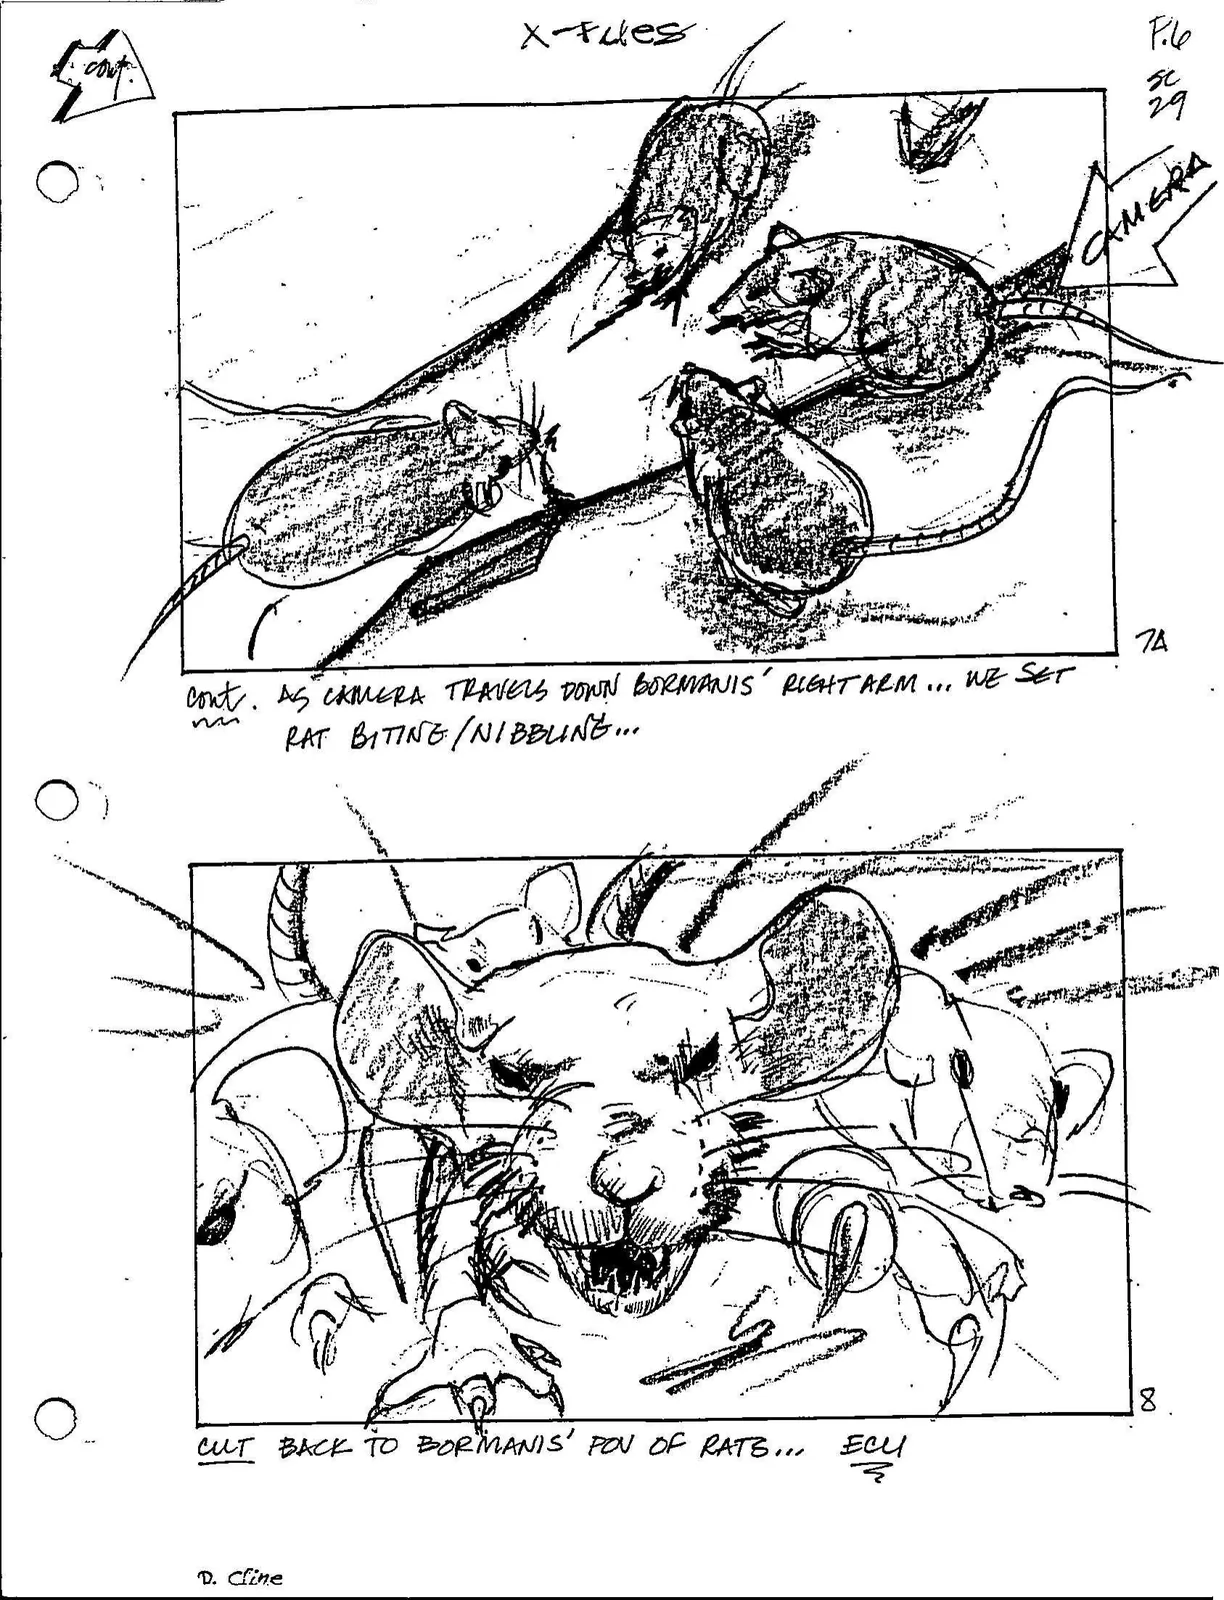 X-FILES
P.6
SC
29
cont.
CAMERA
7A
cont. AS CAMERA TRAVELS DOWN BORMANIS' RIGHT ARM... WE SEE
RAT BITING/NIBBLING...
8
CUT BACK TO BORMANIS' POV OF RATS... ECU
D. Cline